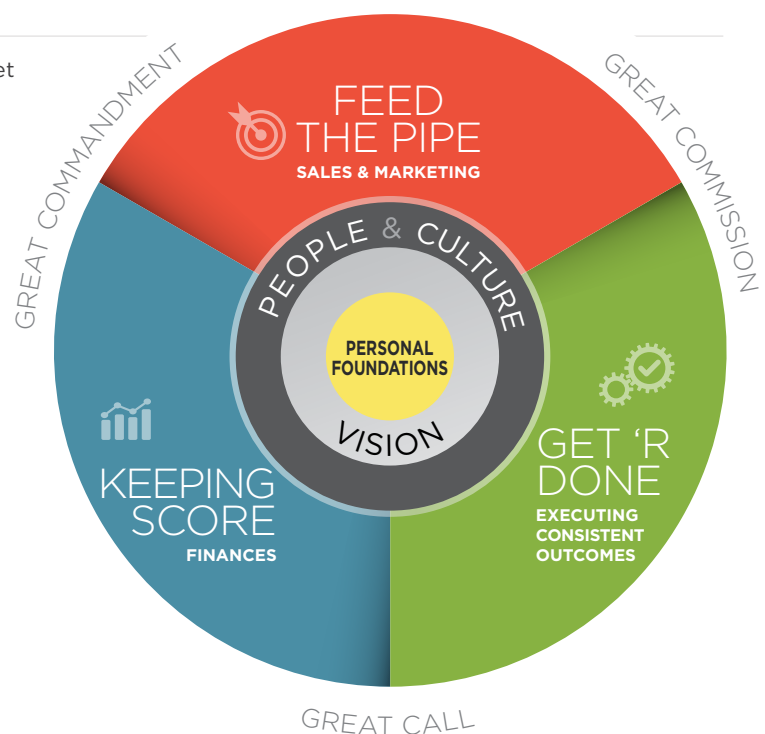 et
GREAT COMMANDMENT
GREAT COMMISSION
FEED
THE PIPE
SALES & MARKETING
PEOPLE & CULTURE
PERSONAL
FOUNDATIONS
VISION
KEEPING
SCORE
FINANCES
GET ‘R
DONE
EXECUTING
CONSISTENT
OUTCOMES
GREAT CALL